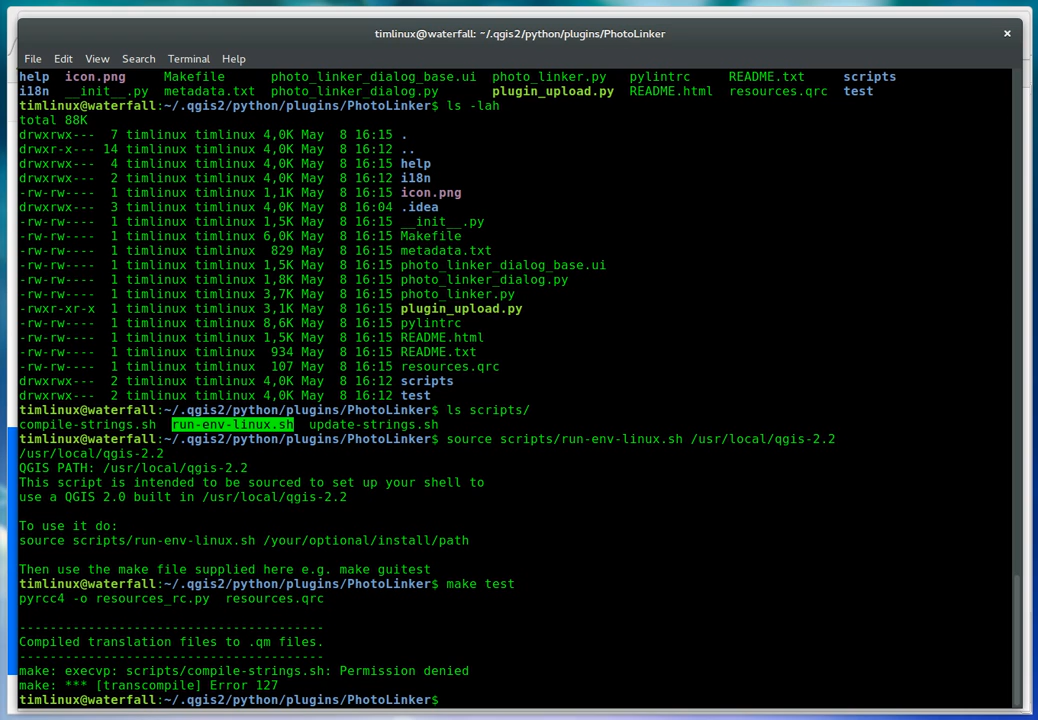 timlinux@waterfall: ~/.qgis2/python/plugins/PhotoLinker ×
File Edit View Search Terminal Help
help icon.png Makefile photo_linker_dialog_base.ui photo_linker.py pylintrc README.txt scripts
i18n __init__.py metadata.txt photo_linker_dialog.py plugin_upload.py README.html resources.qrc test
timlinux@waterfall:~/.qgis2/python/plugins/PhotoLinker$ ls -lah
total 88K
drwxrwx--- 7 timlinux timlinux 4,0K May 8 16:15 .
drwxr-x--- 14 timlinux timlinux 4,0K May 8 16:12 ..
drwxrwx--- 4 timlinux timlinux 4,0K May 8 16:15 help
drwxrwx--- 2 timlinux timlinux 4,0K May 8 16:12 i18n
-rw-rw---- 1 timlinux timlinux 1,1K May 8 16:15 icon.png
drwxrwx--- 3 timlinux timlinux 4,0K May 8 16:04 .idea
-rw-rw---- 1 timlinux timlinux 1,5K May 8 16:15 __init__.py
-rw-rw---- 1 timlinux timlinux 6,0K May 8 16:15 Makefile
-rw-rw---- 1 timlinux timlinux 829 May 8 16:15 metadata.txt
-rw-rw---- 1 timlinux timlinux 1,5K May 8 16:15 photo_linker_dialog_base.ui
-rw-rw---- 1 timlinux timlinux 1,8K May 8 16:15 photo_linker_dialog.py
-rw-rw---- 1 timlinux timlinux 3,7K May 8 16:15 photo_linker.py
-rwxr-xr-x 1 timlinux timlinux 3,1K May 8 16:15 plugin_upload.py
-rw-rw---- 1 timlinux timlinux 8,6K May 8 16:15 pylintrc
-rw-rw---- 1 timlinux timlinux 1,5K May 8 16:15 README.html
-rw-rw---- 1 timlinux timlinux 934 May 8 16:15 README.txt
-rw-rw---- 1 timlinux timlinux 107 May 8 16:15 resources.qrc
drwxrwx--- 2 timlinux timlinux 4,0K May 8 16:12 scripts
drwxrwx--- 2 timlinux timlinux 4,0K May 8 16:12 test
timlinux@waterfall:~/.qgis2/python/plugins/PhotoLinker$ ls scripts/
compile-strings.sh run-env-linux.sh update-strings.sh
timlinux@waterfall:~/.qgis2/python/plugins/PhotoLinker$ source scripts/run-env-linux.sh /usr/local/qgis-2.2
/usr/local/qgis-2.2
QGIS PATH: /usr/local/qgis-2.2
This script is intended to be sourced to set up your shell to
use a QGIS 2.0 built in /usr/local/qgis-2.2
To use it do:
source scripts/run-env-linux.sh /your/optional/install/path
Then use the make file supplied here e.g. make guitest
timlinux@waterfall:~/.qgis2/python/plugins/PhotoLinker$ make test
pyrcc4 -o resources_rc.py resources.qrc
----------------------------------------
Compiled translation files to .qm files.
----------------------------------------
make: execvp: scripts/compile-strings.sh: Permission denied
make: *** [transcompile] Error 127
timlinux@waterfall:~/.qgis2/python/plugins/PhotoLinker$